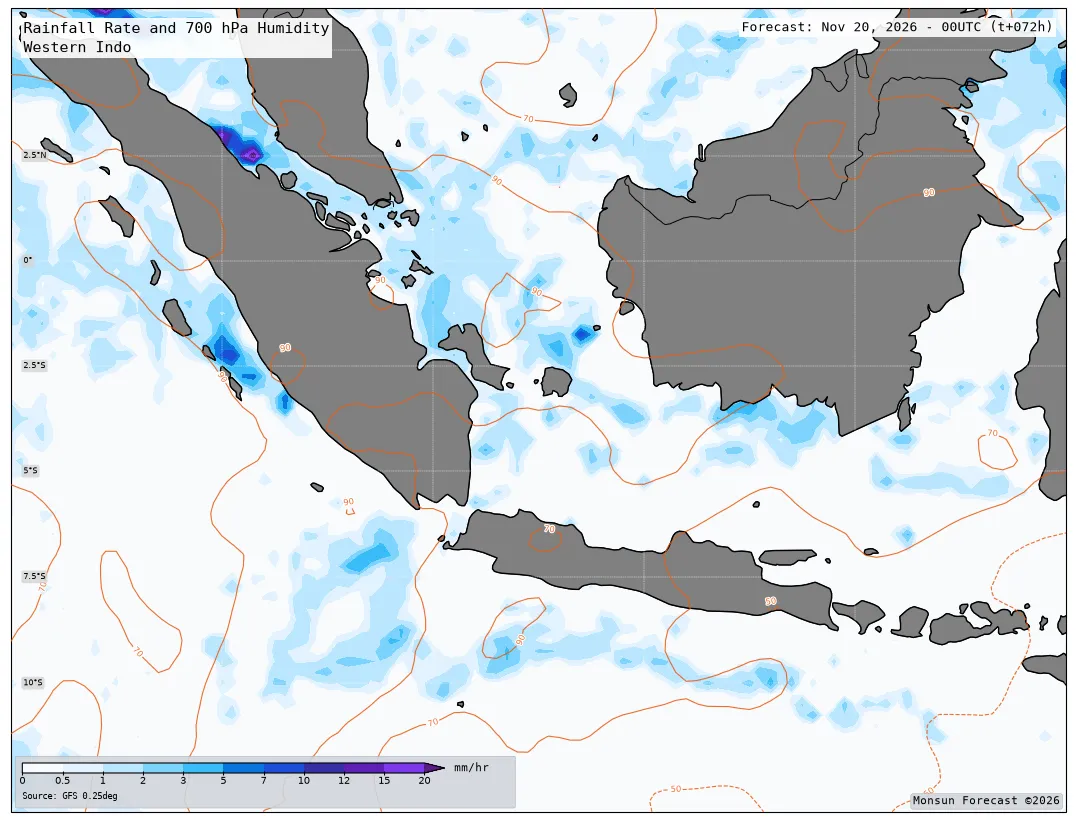 Rainfall Rate and 700 hPa Humidity
Western Indo
Forecast: Nov 20, 2026 - 00UTC (t+072h)
70
2.5°N
90
90
0°
90
90
2.5°S
90
90
70
5°S
90
70
7.5°S
70
50
90
70
10°S
70
50
50
0 0.5 1 2 3 5 7 10 12 15 20 mm/hr
Source: GFS 0.25deg
Monsun Forecast ©2026